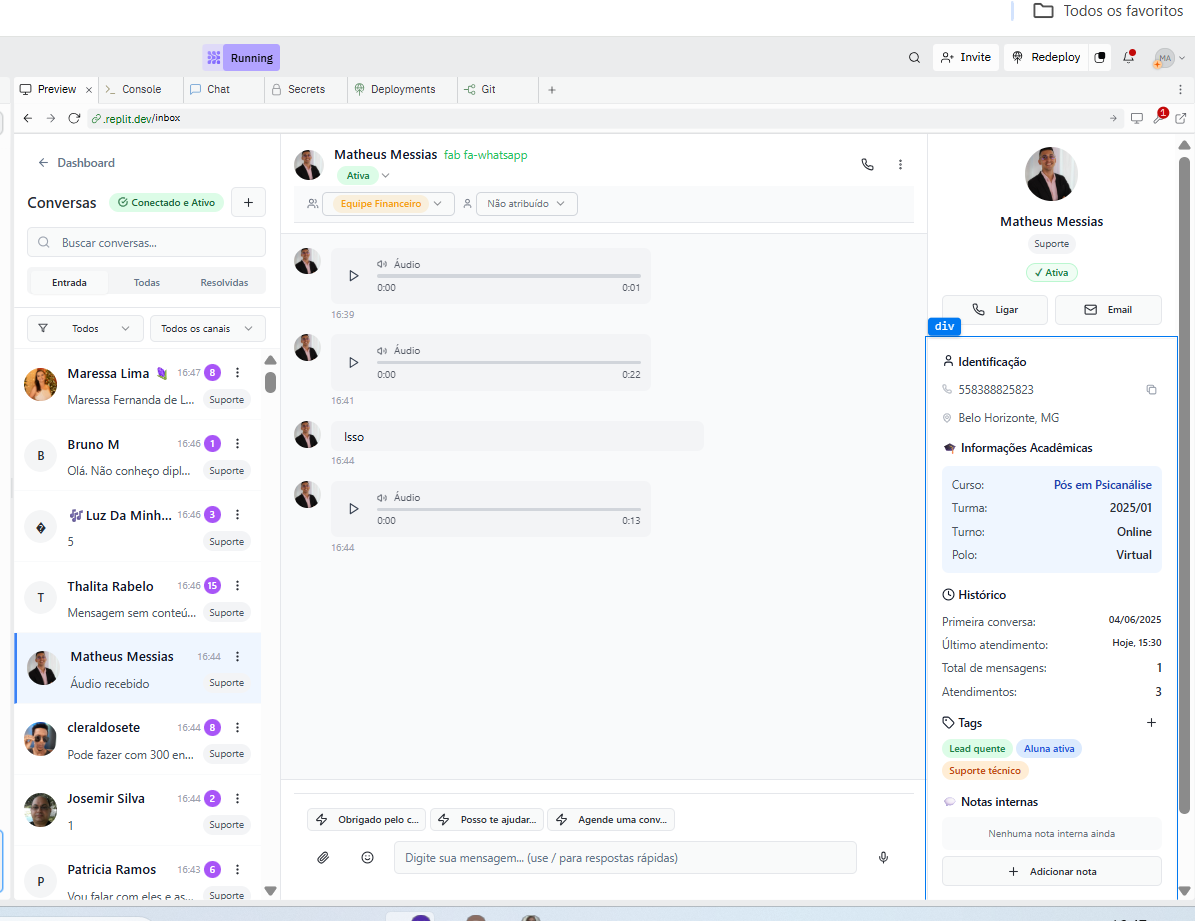 Todos os favoritos
Running
Invite
Redeploy
MA
Preview
Console
Chat
Secrets
Deployments
Git
.replit.dev/inbox
1
Dashboard
Conversas
Conectado e Ativo
Buscar conversas...
Entrada
Todas
Resolvidas
Todos
Todos os canais
Maressa Lima
16:47
8
Maressa Fernanda de L...
Suporte
B
Bruno M
16:46
1
Olá. Não conheço dipl...
Suporte
Luz Da Minh...
16:46
3
5
Suporte
T
Thalita Rabelo
16:46
15
Mensagem sem conteú...
Suporte
Matheus Messias
16:44
Áudio recebido
Suporte
cleraldosete
16:44
8
Pode fazer com 300 en...
Suporte
Josemir Silva
16:44
2
1
Suporte
P
Patricia Ramos
16:43
6
Vou falar com eles e as...
Suporte
Matheus Messias fab fa-whatsapp
Ativa
Equipe Financeiro
Não atribuído
Áudio
0:00
0:01
16:39
Áudio
0:00
0:22
16:41
Isso
16:44
Áudio
0:00
0:13
16:44
Obrigado pelo c...
Posso te ajudar...
Agende uma conv...
Digite sua mensagem... (use / para respostas rápidas)
Matheus Messias
Suporte
✓ Ativa
Ligar
Email
div
Identificação
558388825823
Belo Horizonte, MG
Informações Acadêmicas
Curso: Pós em Psicanálise
Turma: 2025/01
Turno: Online
Polo: Virtual
Histórico
Primeira conversa: 04/06/2025
Último atendimento: Hoje, 15:30
Total de mensagens: 1
Atendimentos: 3
Tags
Lead quente
Aluna ativa
Suporte técnico
Notas internas
Nenhuma nota interna ainda
Adicionar nota